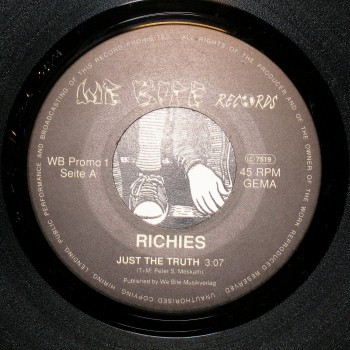 ALL RIGHTS OF THE PRODUCER AND OF THE OWNER OF THE WORK REPRODUCED RESERVED UNAUTHORISED COPYING HIRING LENDING PUBLIC PERFORMANCE AND BROADCASTING OF THIS RECORD PROHIBITED
WE BITE RECORDS
WB Promo 1
Seite A
LC 7519
45 RPM
GEMA
RICHIES
JUST THE TRUTH 3:07
(T+M: Peter S. Meskath)
Published by We Bite Musikverlag